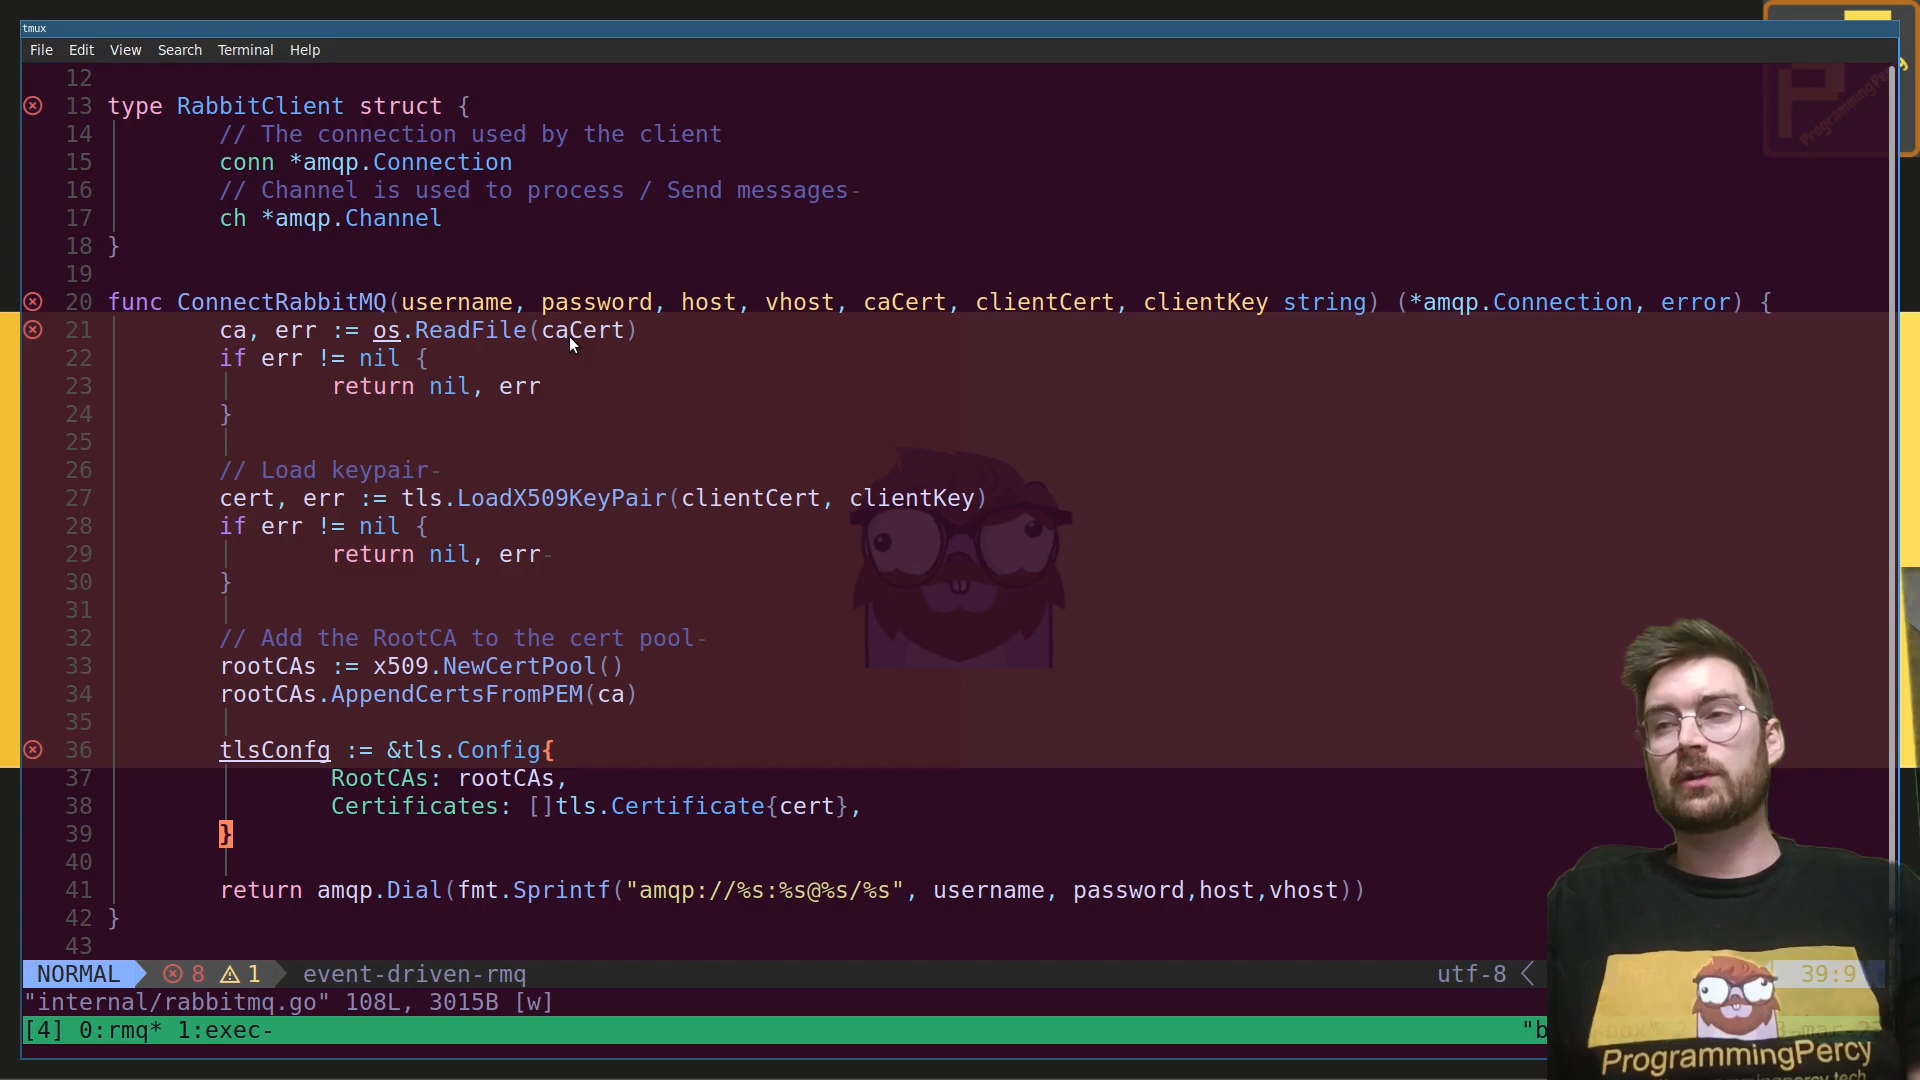 tmux
File Edit View Search Terminal Help
12
13 type RabbitClient struct {
14 // The connection used by the client
15 conn *amqp.Connection
16 // Channel is used to process / Send messages-
17 ch *amqp.Channel
18 }
19
20 func ConnectRabbitMQ(username, password, host, vhost, caCert, clientCert, clientKey string) (*amqp.Connection, error) {
21 ca, err := os.ReadFile(caCert)
22 if err != nil {
23 return nil, err
24 }
25
26 // Load keypair-
27 cert, err := tls.LoadX509KeyPair(clientCert, clientKey)
28 if err != nil {
29 return nil, err-
30 }
31
32 // Add the RootCA to the cert pool-
33 rootCAs := x509.NewCertPool()
34 rootCAs.AppendCertsFromPEM(ca)
35
36 tlsConfg := &tls.Config{
37 RootCAs: rootCAs,
38 Certificates: []tls.Certificate{cert},
39 }
40
41 return amqp.Dial(fmt.Sprintf("amqp://%s:%s@%s/%s", username, password,host,vhost))
42 }
43
NORMAL 8 1 event-driven-rmq utf-8 39:9
"internal/rabbitmq.go" 108L, 3015B [w]
[4] 0:rmq* 1:exec-
ProgrammingPercy